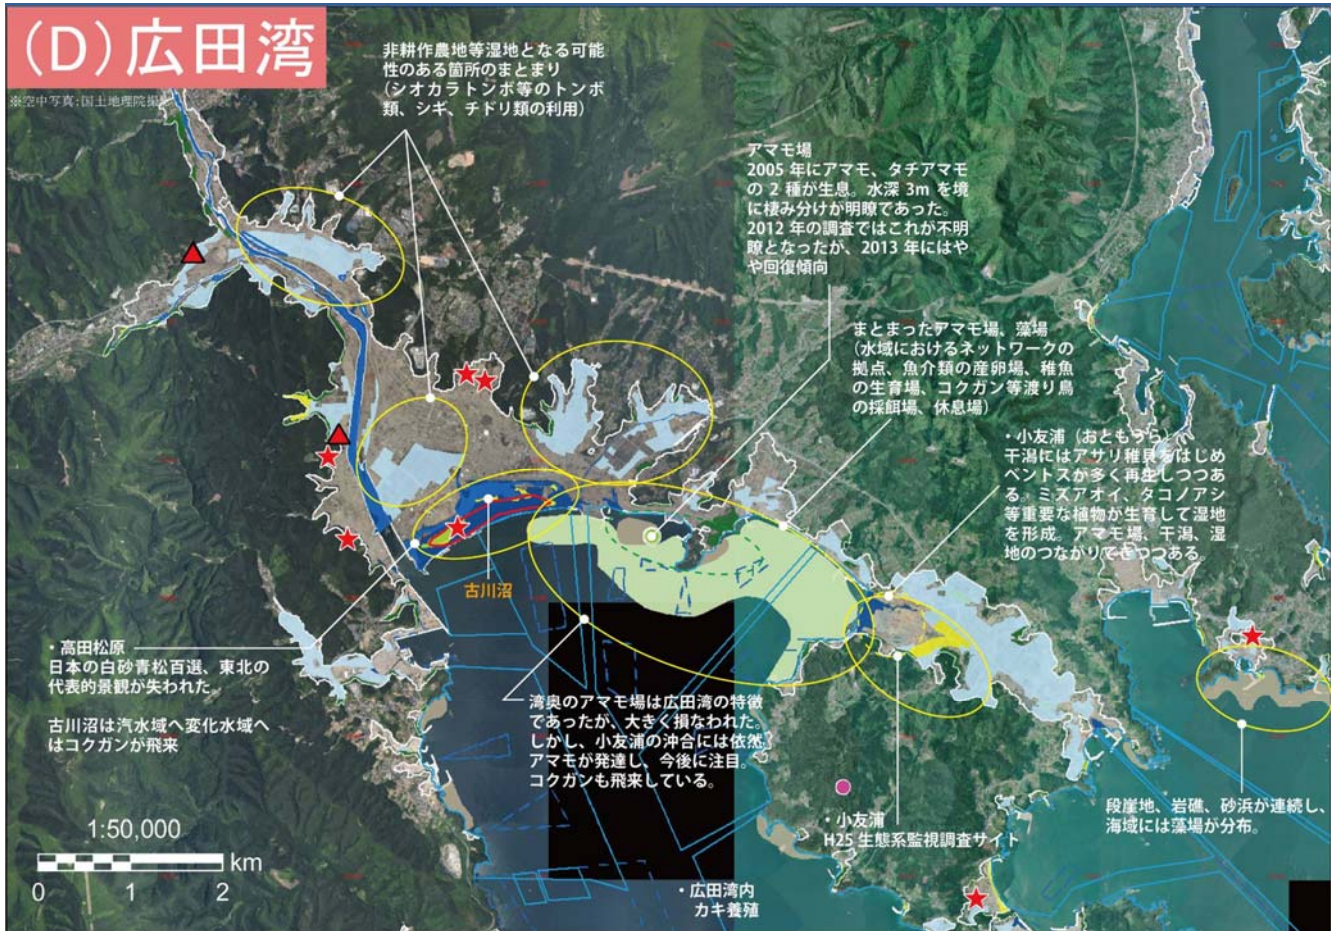 (D)広田湾
※空中写真:国土地理院撮
非耕作農地等湿地となる可能
性のある箇所のまとまり
(シオカラトンボ等のトンボ
類、シギ、チドリ類の利用)
アマモ場
2005 年にアマモ、タチアマモ
の 2 種が生息。水深 3m を境
に棲み分けが明瞭であった。
2012 年の調査ではこれが不明
瞭となったが、2013 年にはや
や回復傾向
まとまったアマモ場、藻場
(水域におけるネットワークの
拠点、魚介類の産卵場、稚魚
の生育場、コクガン等渡り鳥
の採餌場、休息場)
・小友浦(おともうら)
干潟にはアサリ稚貝をはじめ
ベントスが多く再生しつつあ
る。ミズアオイ、タコノアシ
等重要な植物が生育して湿地
を形成。アマモ場、干潟、湿
地のつながりできつつある。
古川沼
・高田松原
日本の白砂青松百選、東北の
代表的景観が失われた。
古川沼は汽水域へ変化水域へ
はコクガンが飛来
湾奥のアマモ場は広田湾の特徴
であったが、大きく損なわれた。
しかし、小友浦の沖合には依然
アマモが発達し、今後に注目。
コクガンも飛来している。
・小友浦
H25 生態系監視調査サイト
段崖地、岩礁、砂浜が連続し、
海域には藻場が分布。
1:50,000
km
0 1 2
・広田湾内
カキ養殖